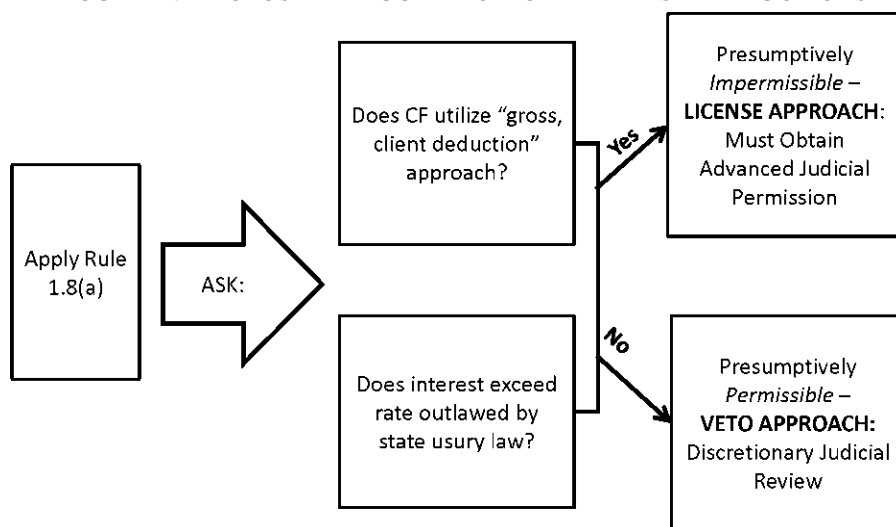 Apply Rule
1.8(a)
ASK:
Does CF utilize “gross,
client deduction”
approach?
Does interest exceed
rate outlawed by
state usury law?
Yes
No
Presumptively
Impermissible –
LICENSE APPROACH:
Must Obtain
Advanced Judicial
Permission
Presumptively
Permissible –
VETO APPROACH:
Discretionary Judicial
Review